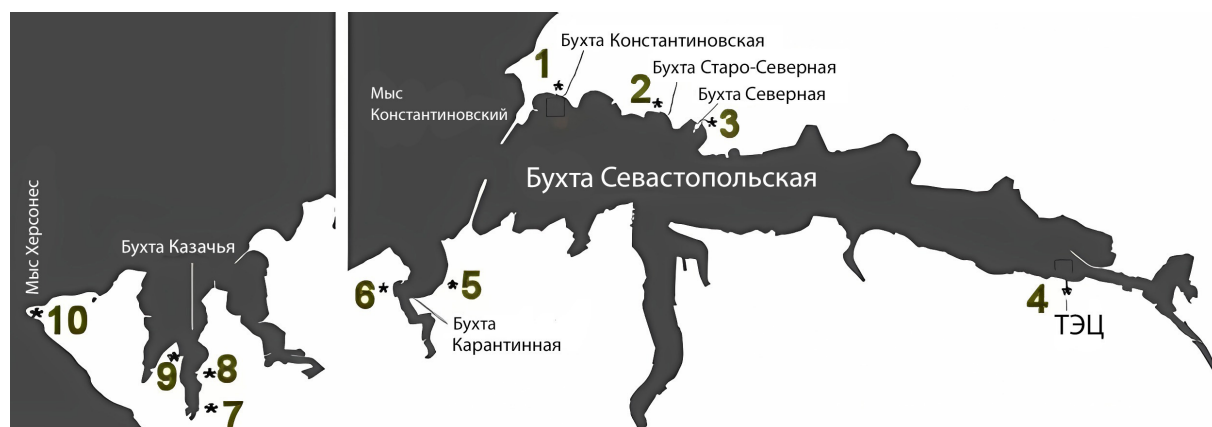 Мыс Херсонес
Бухта Казачья
10
9
8
7
Мыс
Константиновский
1
Бухта Константиновская
2
Бухта Старо-Северная
Бухта Северная
3
Бухта Севастопольская
6
5
Бухта
Карантинная
4
ТЭЦ